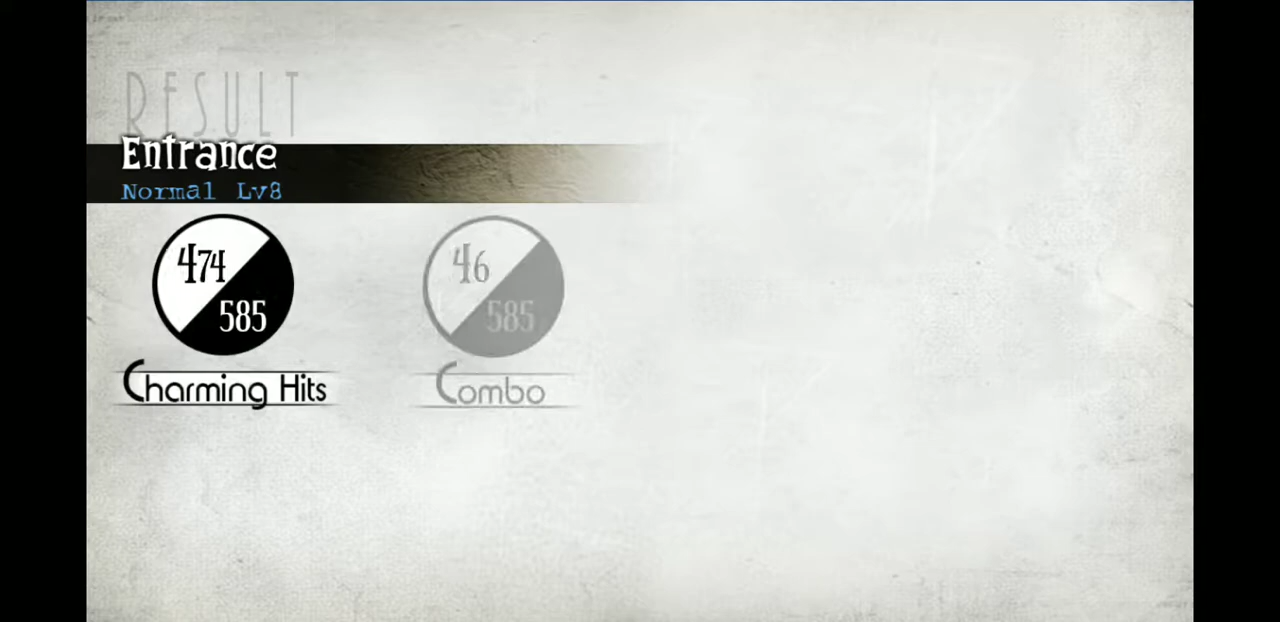 RESULT
Entrance
Normal Lv8
474
585
Charming Hits
46
585
Combo